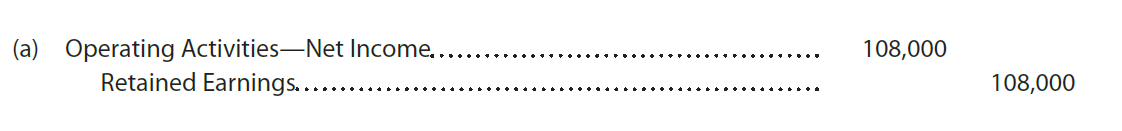 (a) Operating Activities—Net Income.................................................. 108,000
Retained Earnings.................................................................. 108,000